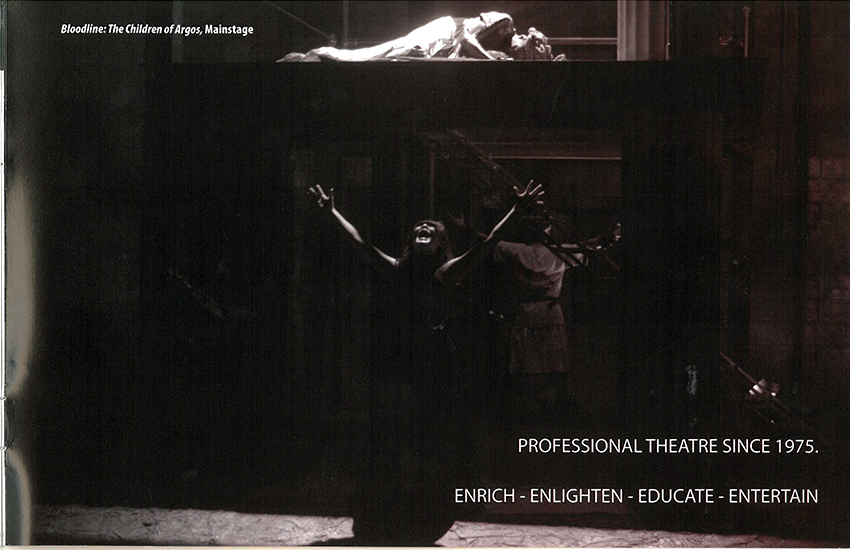 Bloodline: The Children of Argos, Mainstage
PROFESSIONAL THEATRE SINCE 1975.
ENRICH - ENLIGHTEN - EDUCATE - ENTERTAIN